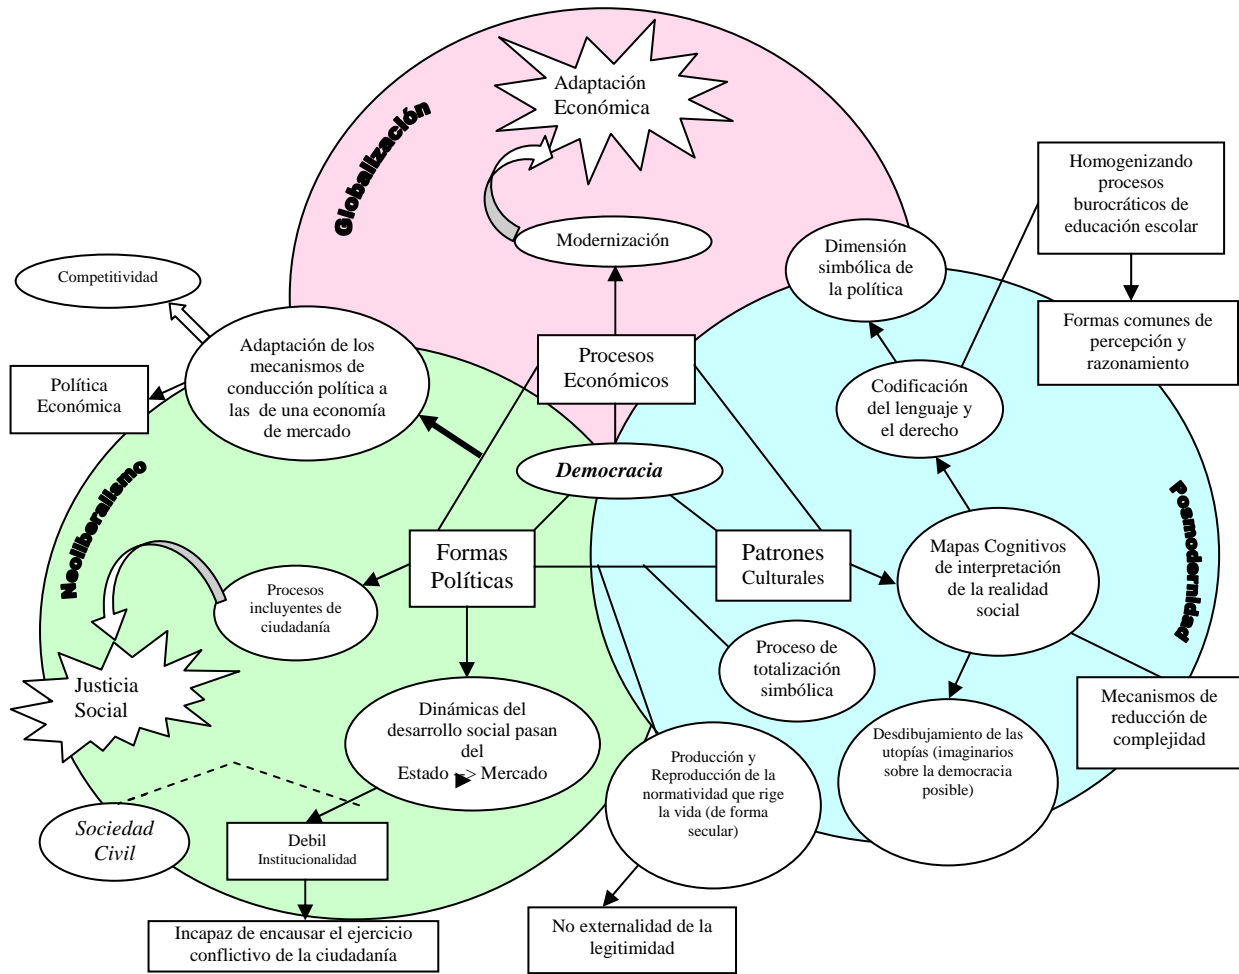 Adaptación
Económica
Globalización
Homogenizando
procesos
burocráticos de
educación escolar
Modernización
Dimensión
simbólica de
la política
Competitividad
Formas comunes de
percepción y
razonamiento
Adaptación de los
mecanismos de
conducción política a
las de una economía
de mercado
Procesos
Económicos
Política
Económica
Codificación
del lenguaje y
el derecho
Democracia
Neoliberalismo
Posmodernidad
Formas
Políticas
Patrones
Culturales
Mapas Cognitivos
de interpretación
de la realidad
social
Procesos
incluyentes de
ciudadanía
Proceso de
totalización
simbólica
Justicia
Social
Mecanismos de
reducción de
complejidad
Dinámicas del
desarrollo social pasan
del
Estado --> Mercado
Desdibujamiento de las
utopías (imaginarios
sobre la democracia
posible)
Producción y
Reproducción de la
normatividad que rige
la vida (de forma
secular)
Sociedad
Civil
Debil
Institucionalidad
Incapaz de encausar el ejercicio
conflictivo de la ciudadanía
No externalidad de la
legitimidad